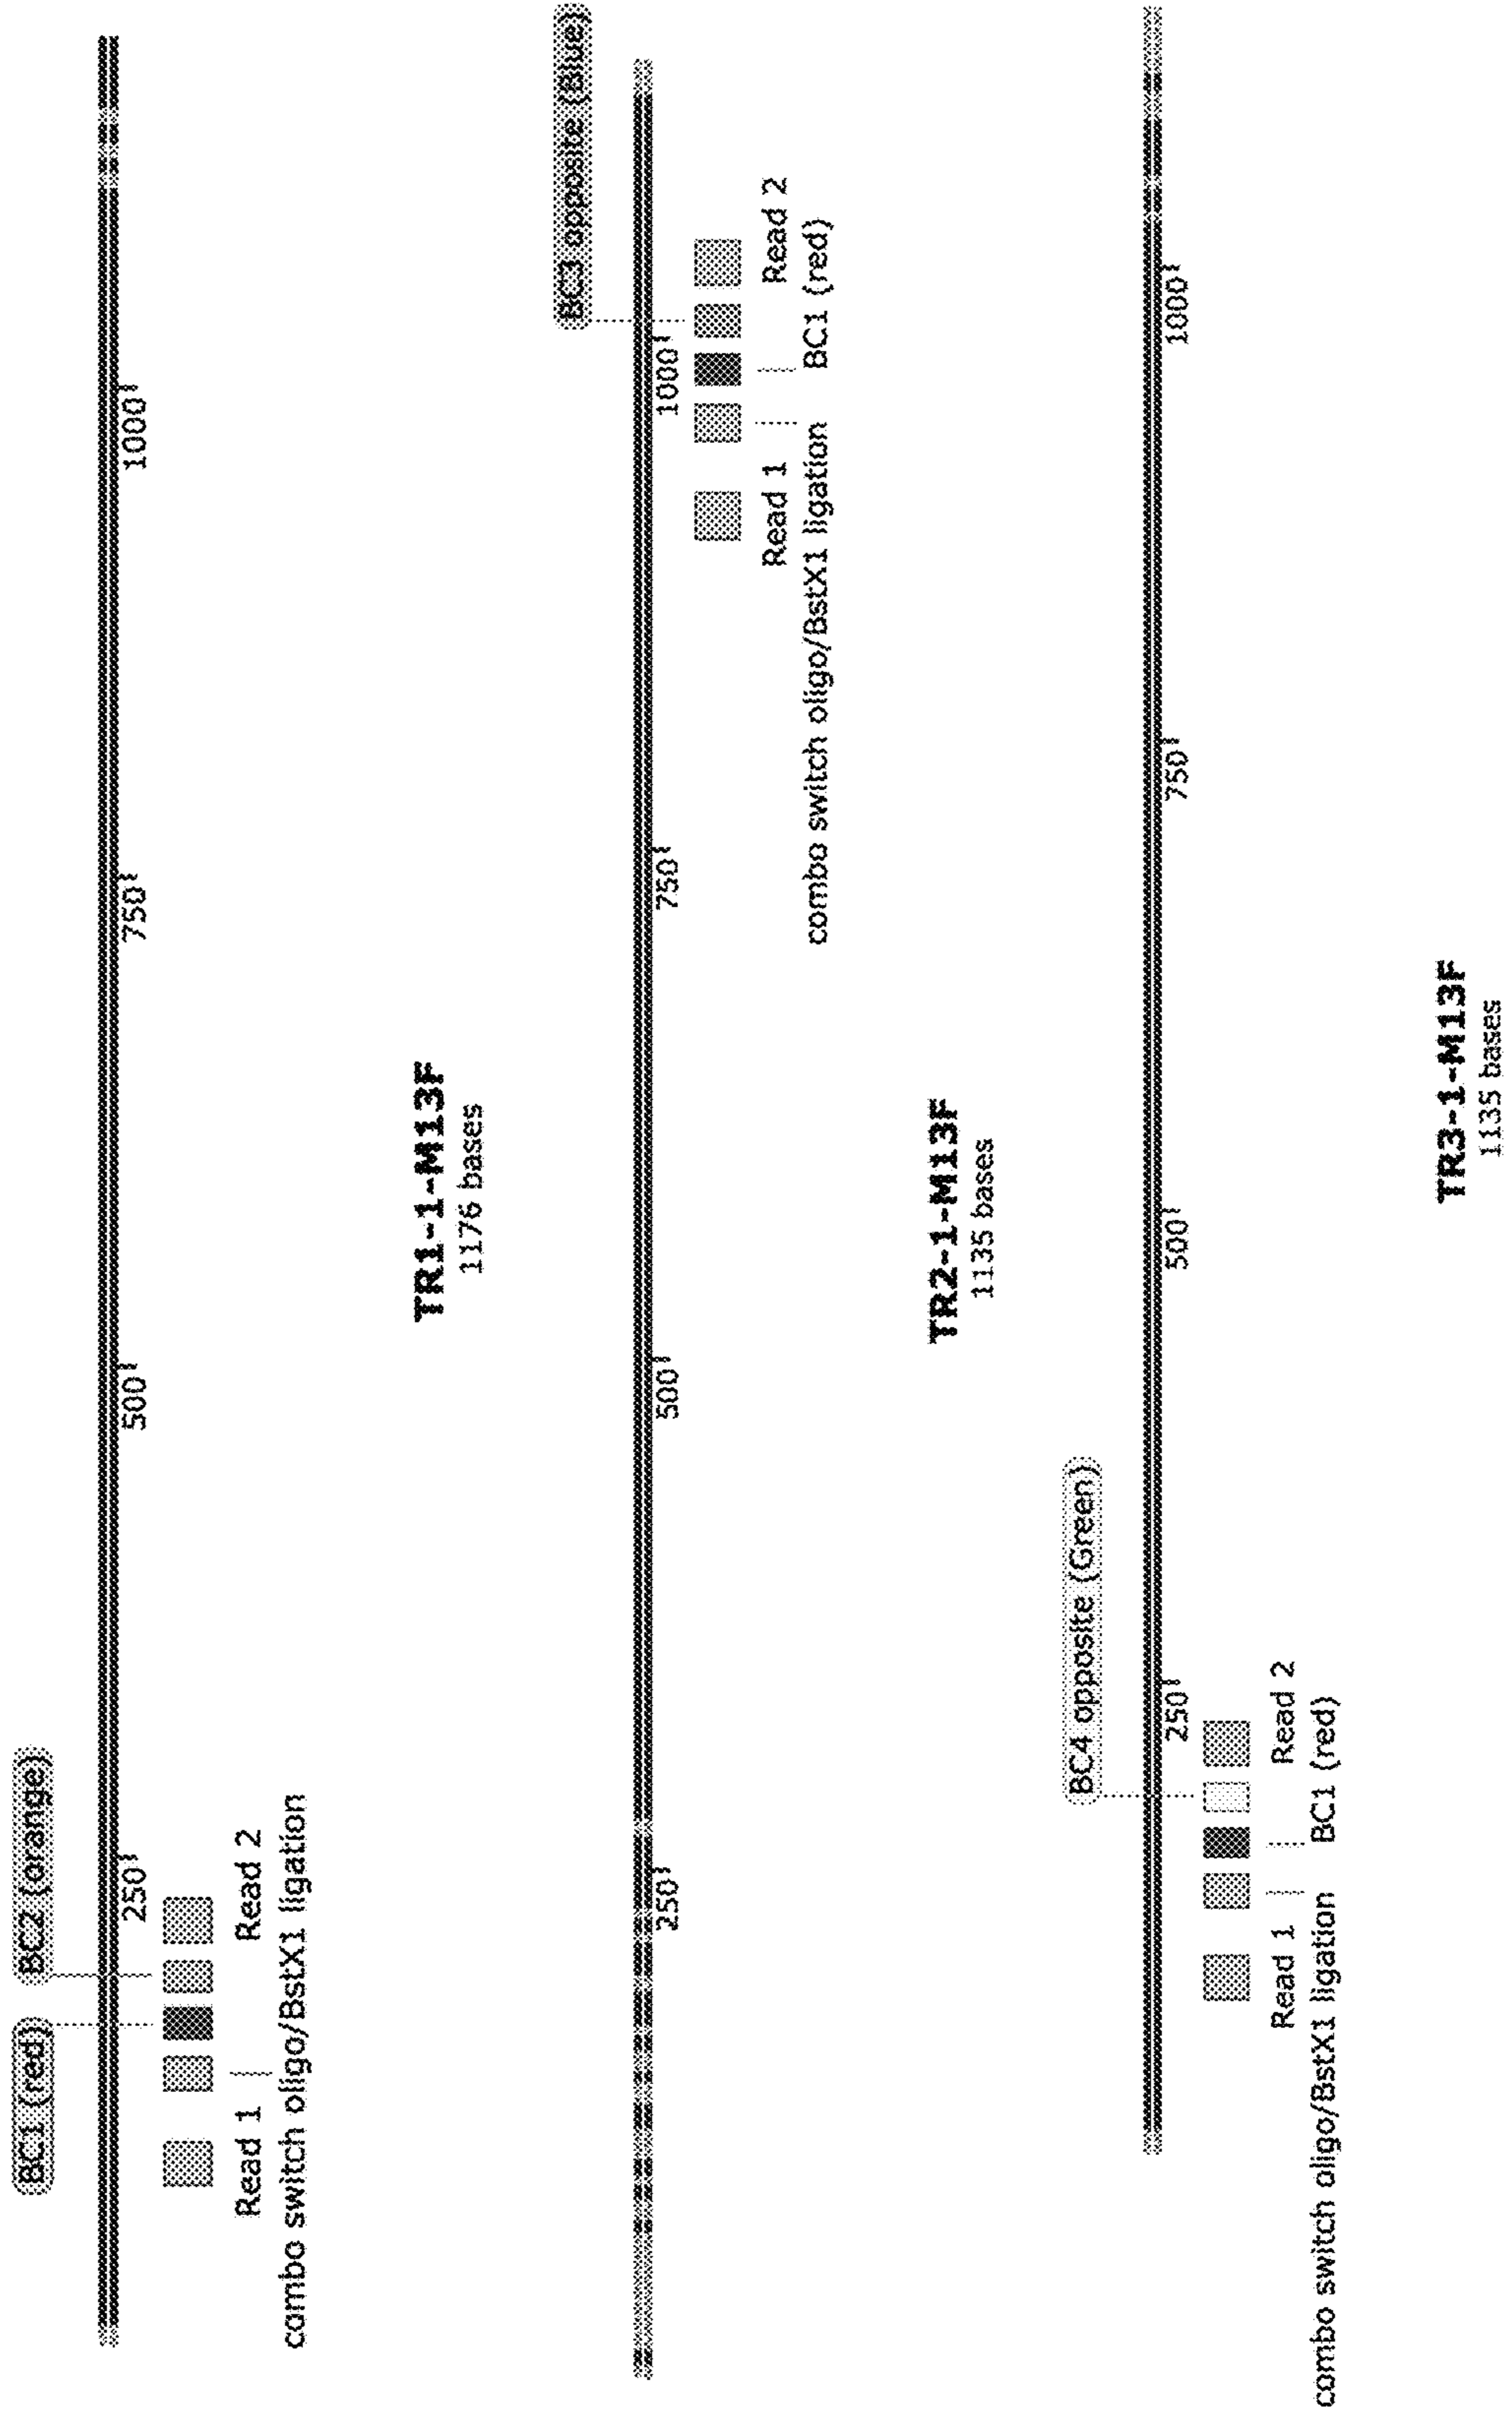 BC1 (red) BC2 (orange)
250 500 750 1000
Read 1 Read 2
combo switch oligo/BstX1 ligation
TR1-1-M13F
1176 bases
BC3 opposite (Blue)
250 500 750 1000
Read 1 Read 2
combo switch oligo/BstX1 ligation BC1 (red)
TR2-1-M13F
1135 bases
BC4 opposite (Green)
250 500 750 1000
Read 1 Read 2
combo switch oligo/BstX1 ligation BC1 (red)
TR3-1-M13F
1135 bases